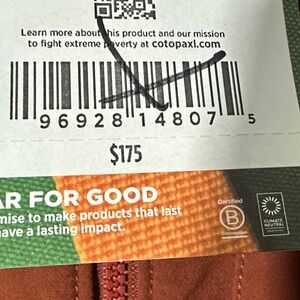 Learn more about this product and our mission
to fight extreme poverty at cotopaxi.com
96928 14807 5
$175
AR FOR GOOD
mise to make products that last
ave a lasting impact.
Certified
B
Corporation
CLIMATE
NEUTRAL